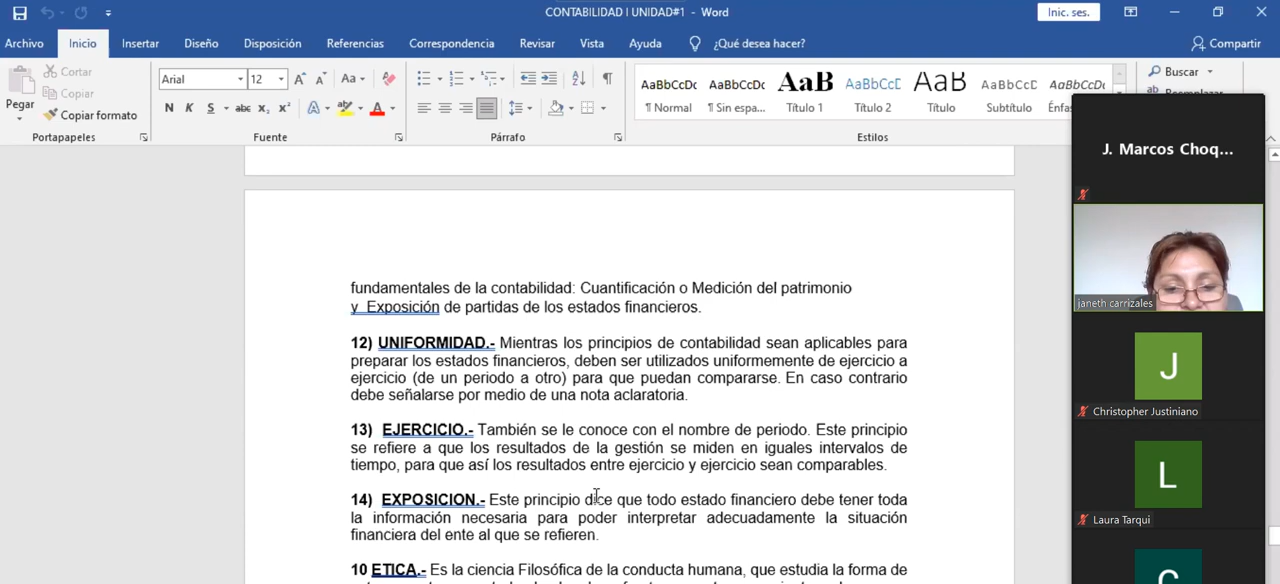 CONTABILIDAD I UNIDAD#1 - Word
Inic. ses.
Archivo Inicio Insertar Diseño Disposición Referencias Correspondencia Revisar Vista Ayuda ¿Qué desea hacer? Compartir
Pegar
Cortar
Copiar
Copiar formato
Portapapeles
Arial 12 A A Aa
N K S abc x₂ x² A A
Fuente
Párrafo
AaBbCcDc AaBbCcDc AaB AaBbCcD AaB AaBbCcD AaBbCcDc
¶ Normal ¶ Sin espa... Título 1 Título 2 Título Subtítulo
Estilos
Buscar
J. Marcos Choq...
janeth carrizales
J
Christopher Justiniano
L
Laura Tarqui
fundamentales de la contabilidad: Cuantificación o Medición del patrimonio
y Exposición de partidas de los estados financieros.
12) UNIFORMIDAD.- Mientras los principios de contabilidad sean aplicables para
preparar los estados financieros, deben ser utilizados uniformemente de ejercicio a
ejercicio (de un periodo a otro) para que puedan compararse. En caso contrario
debe señalarse por medio de una nota aclaratoria.
13) EJERCICIO.- También se le conoce con el nombre de periodo. Este principio
se refiere a que los resultados de la gestión se miden en iguales intervalos de
tiempo, para que así los resultados entre ejercicio y ejercicio sean comparables.
14) EXPOSICION.- Este principio dice que todo estado financiero debe tener toda
la información necesaria para poder interpretar adecuadamente la situación
financiera del ente al que se refieren.
10 ETICA.- Es la ciencia Filosófica de la conducta humana, que estudia la forma de